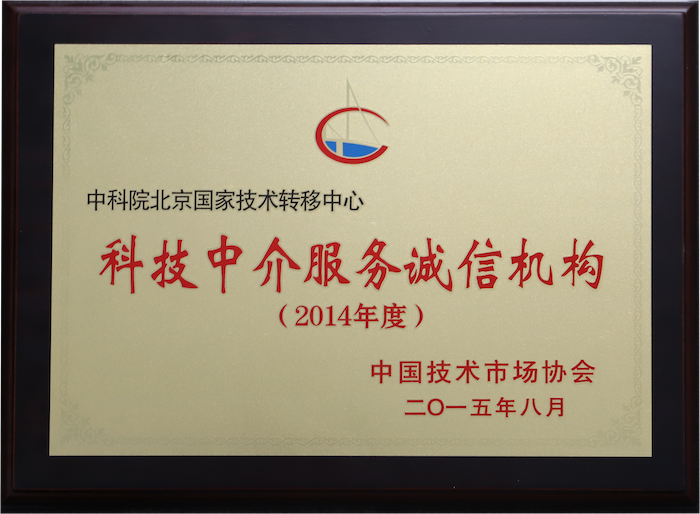 中科院北京国家技术转移中心
科技中介服务诚信机构
（2014年度）
中国技术市场协会
二〇一五年八月